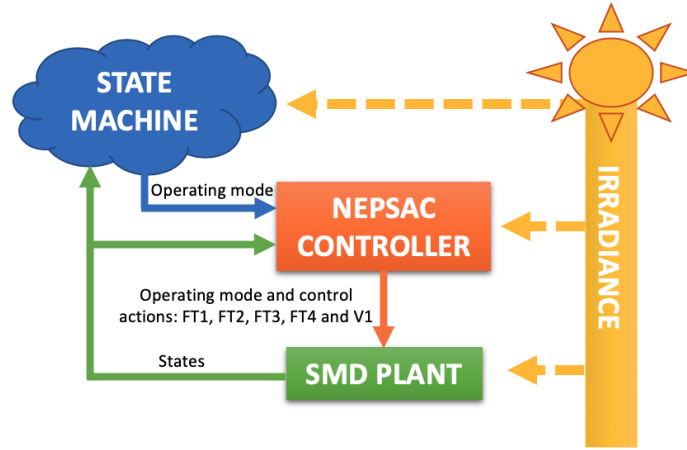 STATE
MACHINE
Operating mode
NEPSAC
CONTROLLER
IRRADIANCE
Operating mode and control
actions: FT1, FT2, FT3, FT4 and V1
States
SMD PLANT